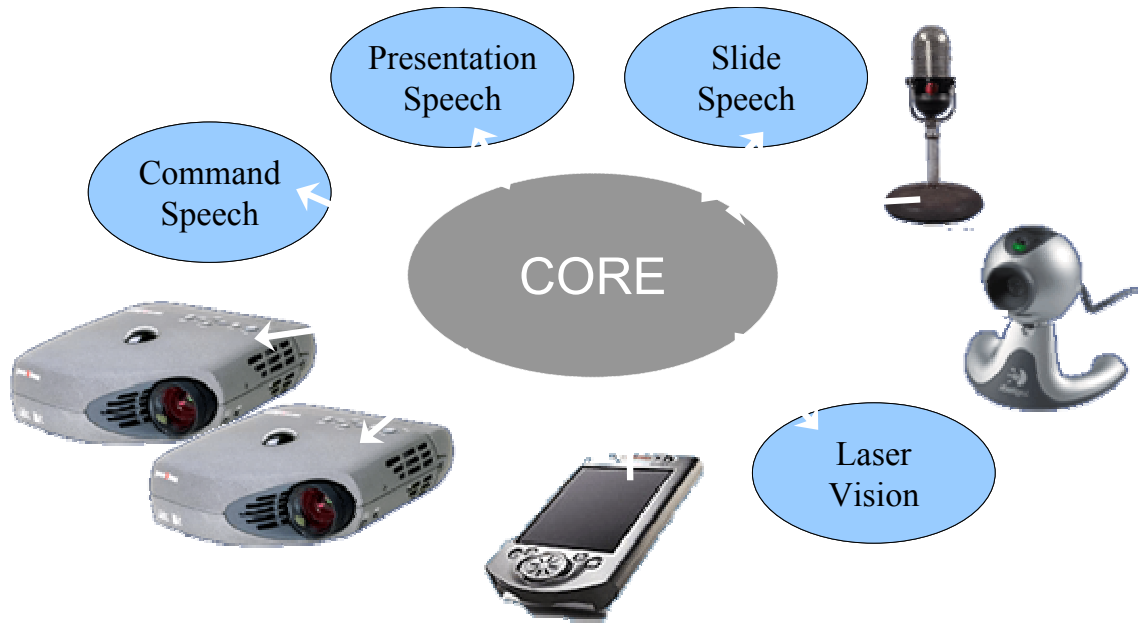 Presentation
Speech
Slide
Speech
Command
Speech
CORE
Laser
Vision